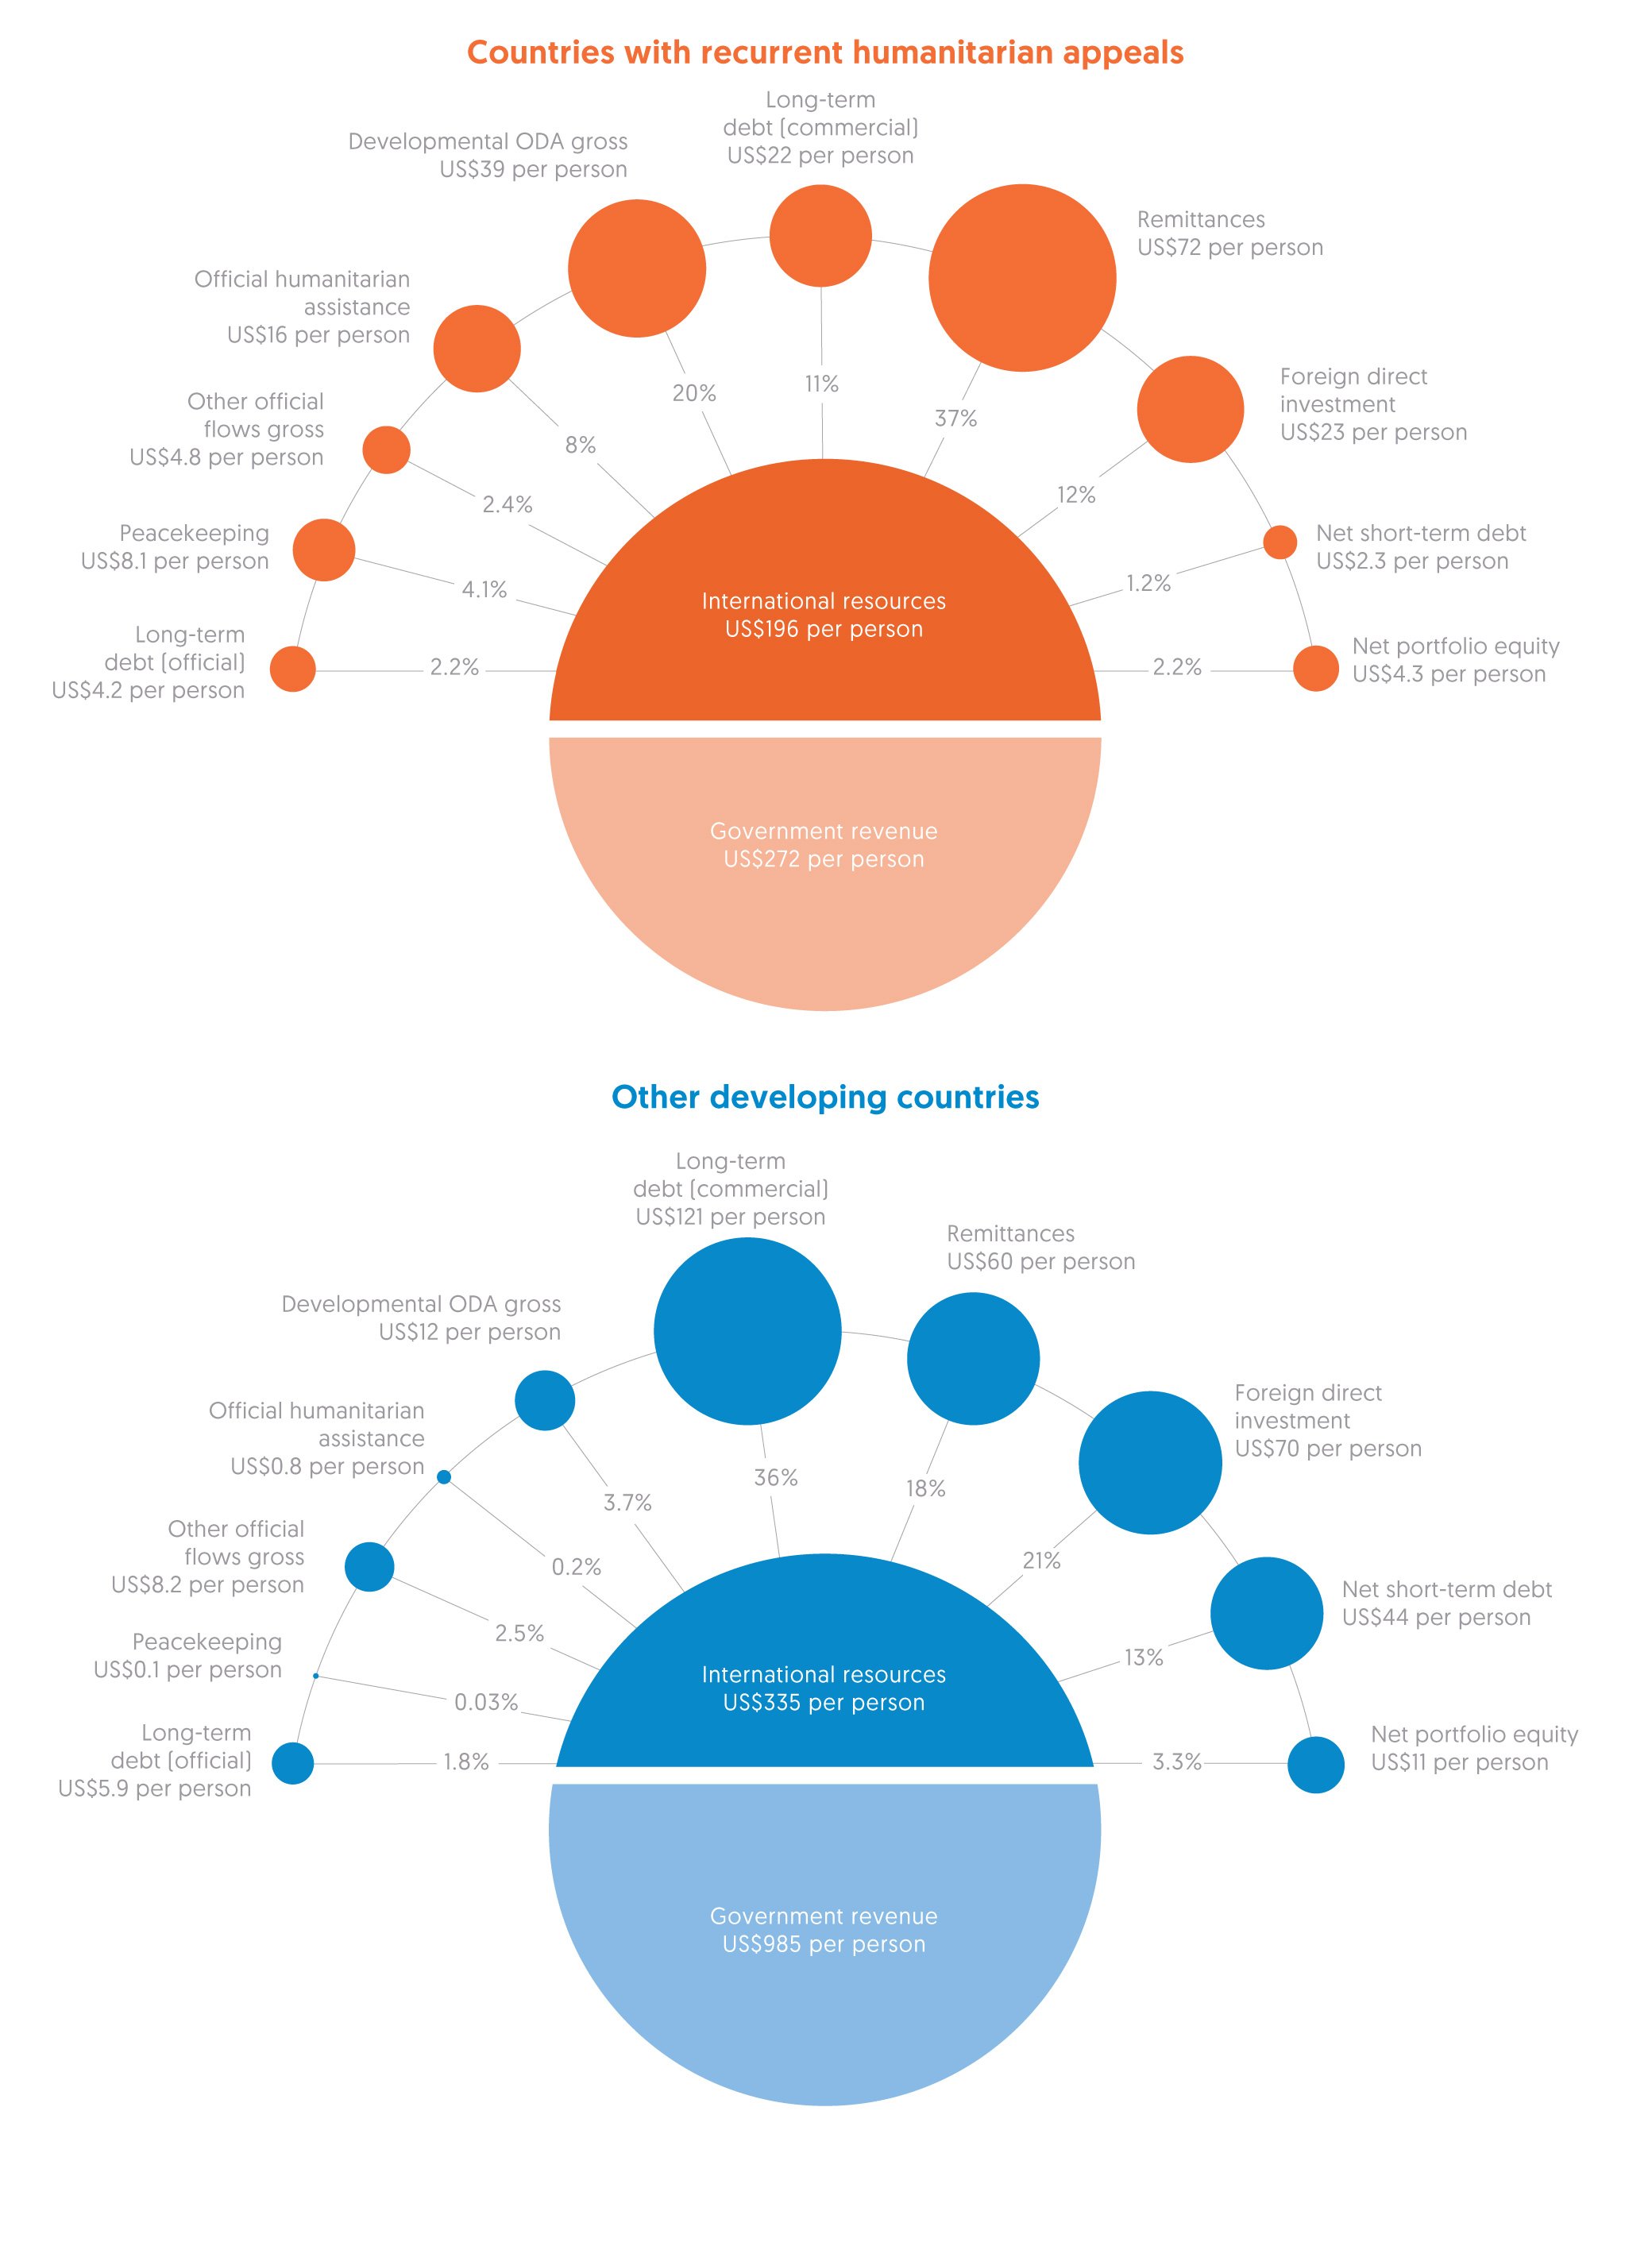 Countries with recurrent humanitarian appeals
Long-term
debt (commercial)
US$22 per person
Developmental ODA gross
US$39 per person
Remittances
US$72 per person
Official humanitarian
assistance
US$16 per person
Foreign direct
investment
US$23 per person
Other official
flows gross
US$4.8 per person
Peacekeeping
US$8.1 per person
Net short-term debt
US$2.3 per person
Long-term
debt (official)
US$4.2 per person
Net portfolio equity
US$4.3 per person
2.2%
4.1%
2.4%
8%
20%
11%
37%
12%
1.2%
2.2%
International resources
US$196 per person
Government revenue
US$272 per person
Other developing countries
Long-term
debt (commercial)
US$121 per person
Remittances
US$60 per person
Developmental ODA gross
US$12 per person
Foreign direct
investment
US$70 per person
Official humanitarian
assistance
US$0.8 per person
Other official
flows gross
US$8.2 per person
Net short-term debt
US$44 per person
Peacekeeping
US$0.1 per person
Long-term
debt (official)
US$5.9 per person
Net portfolio equity
US$11 per person
1.8%
0.03%
2.5%
0.2%
3.7%
36%
18%
21%
13%
3.3%
International resources
US$335 per person
Government revenue
US$985 per person